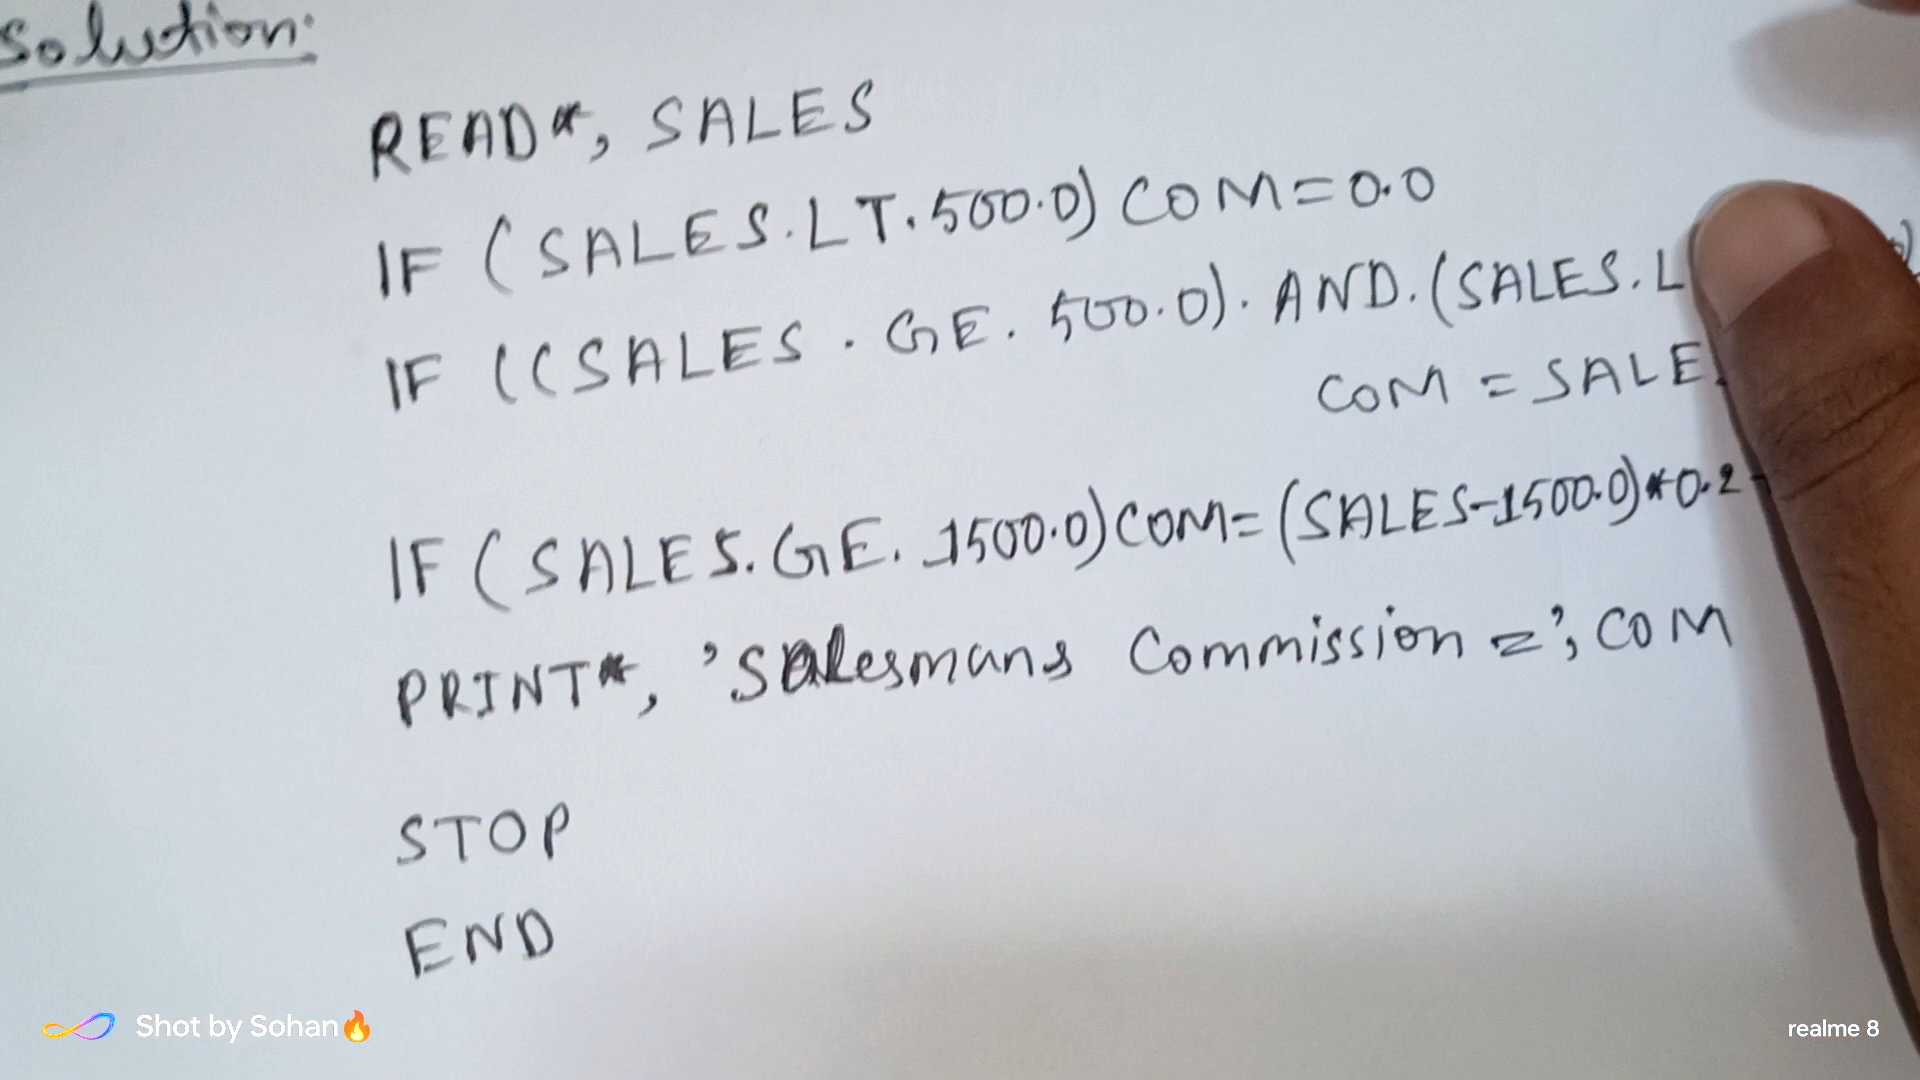 Solution:
READ*, SALES
IF (SALES.LT.500.0) COM=0.0
IF ((SALES.GE.500.0).AND.(SALES.L
COM = SALE
IF (SALES.GE.1500.0) COM=(SALES-1500.0)*0.2
PRINT*, 'Salesmans Commission =', COM
STOP
END
Shot by Sohan🔥
realme 8